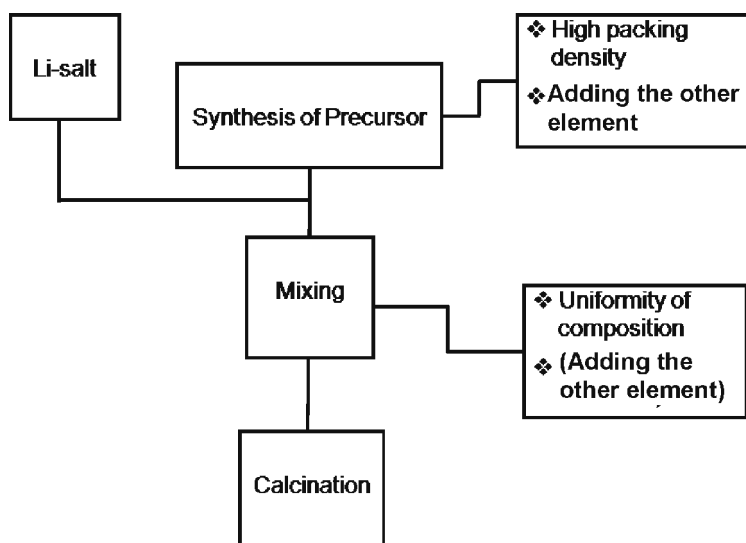 Li-salt
Synthesis of Precursor
❖ High packing
density
❖Adding the other
element
Mixing
❖ Uniformity of
composition
❖ (Adding the
other element)
Calcination